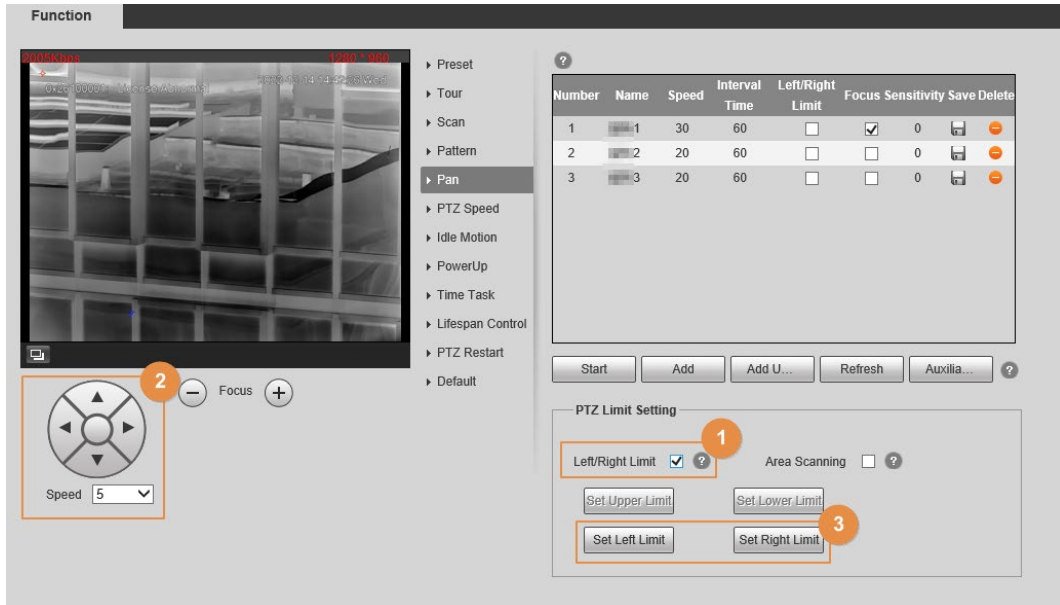 Function
1280 * 960
Preset
Tour
Scan
Pattern
Pan
PTZ Speed
Idle Motion
PowerUp
Time Task
Lifespan Control
PTZ Restart
Default
Number Name Speed Interval Time Left/Right Limit Focus Sensitivity Save Delete
1 1 30 60 0
2 2 20 60 0
3 3 20 60 0
Start Add Add U... Refresh Auxilia... ?
2
Focus
Speed 5
PTZ Limit Setting
1
Left/Right Limit ? Area Scanning ?
Set Upper Limit Set Lower Limit
3
Set Left Limit Set Right Limit